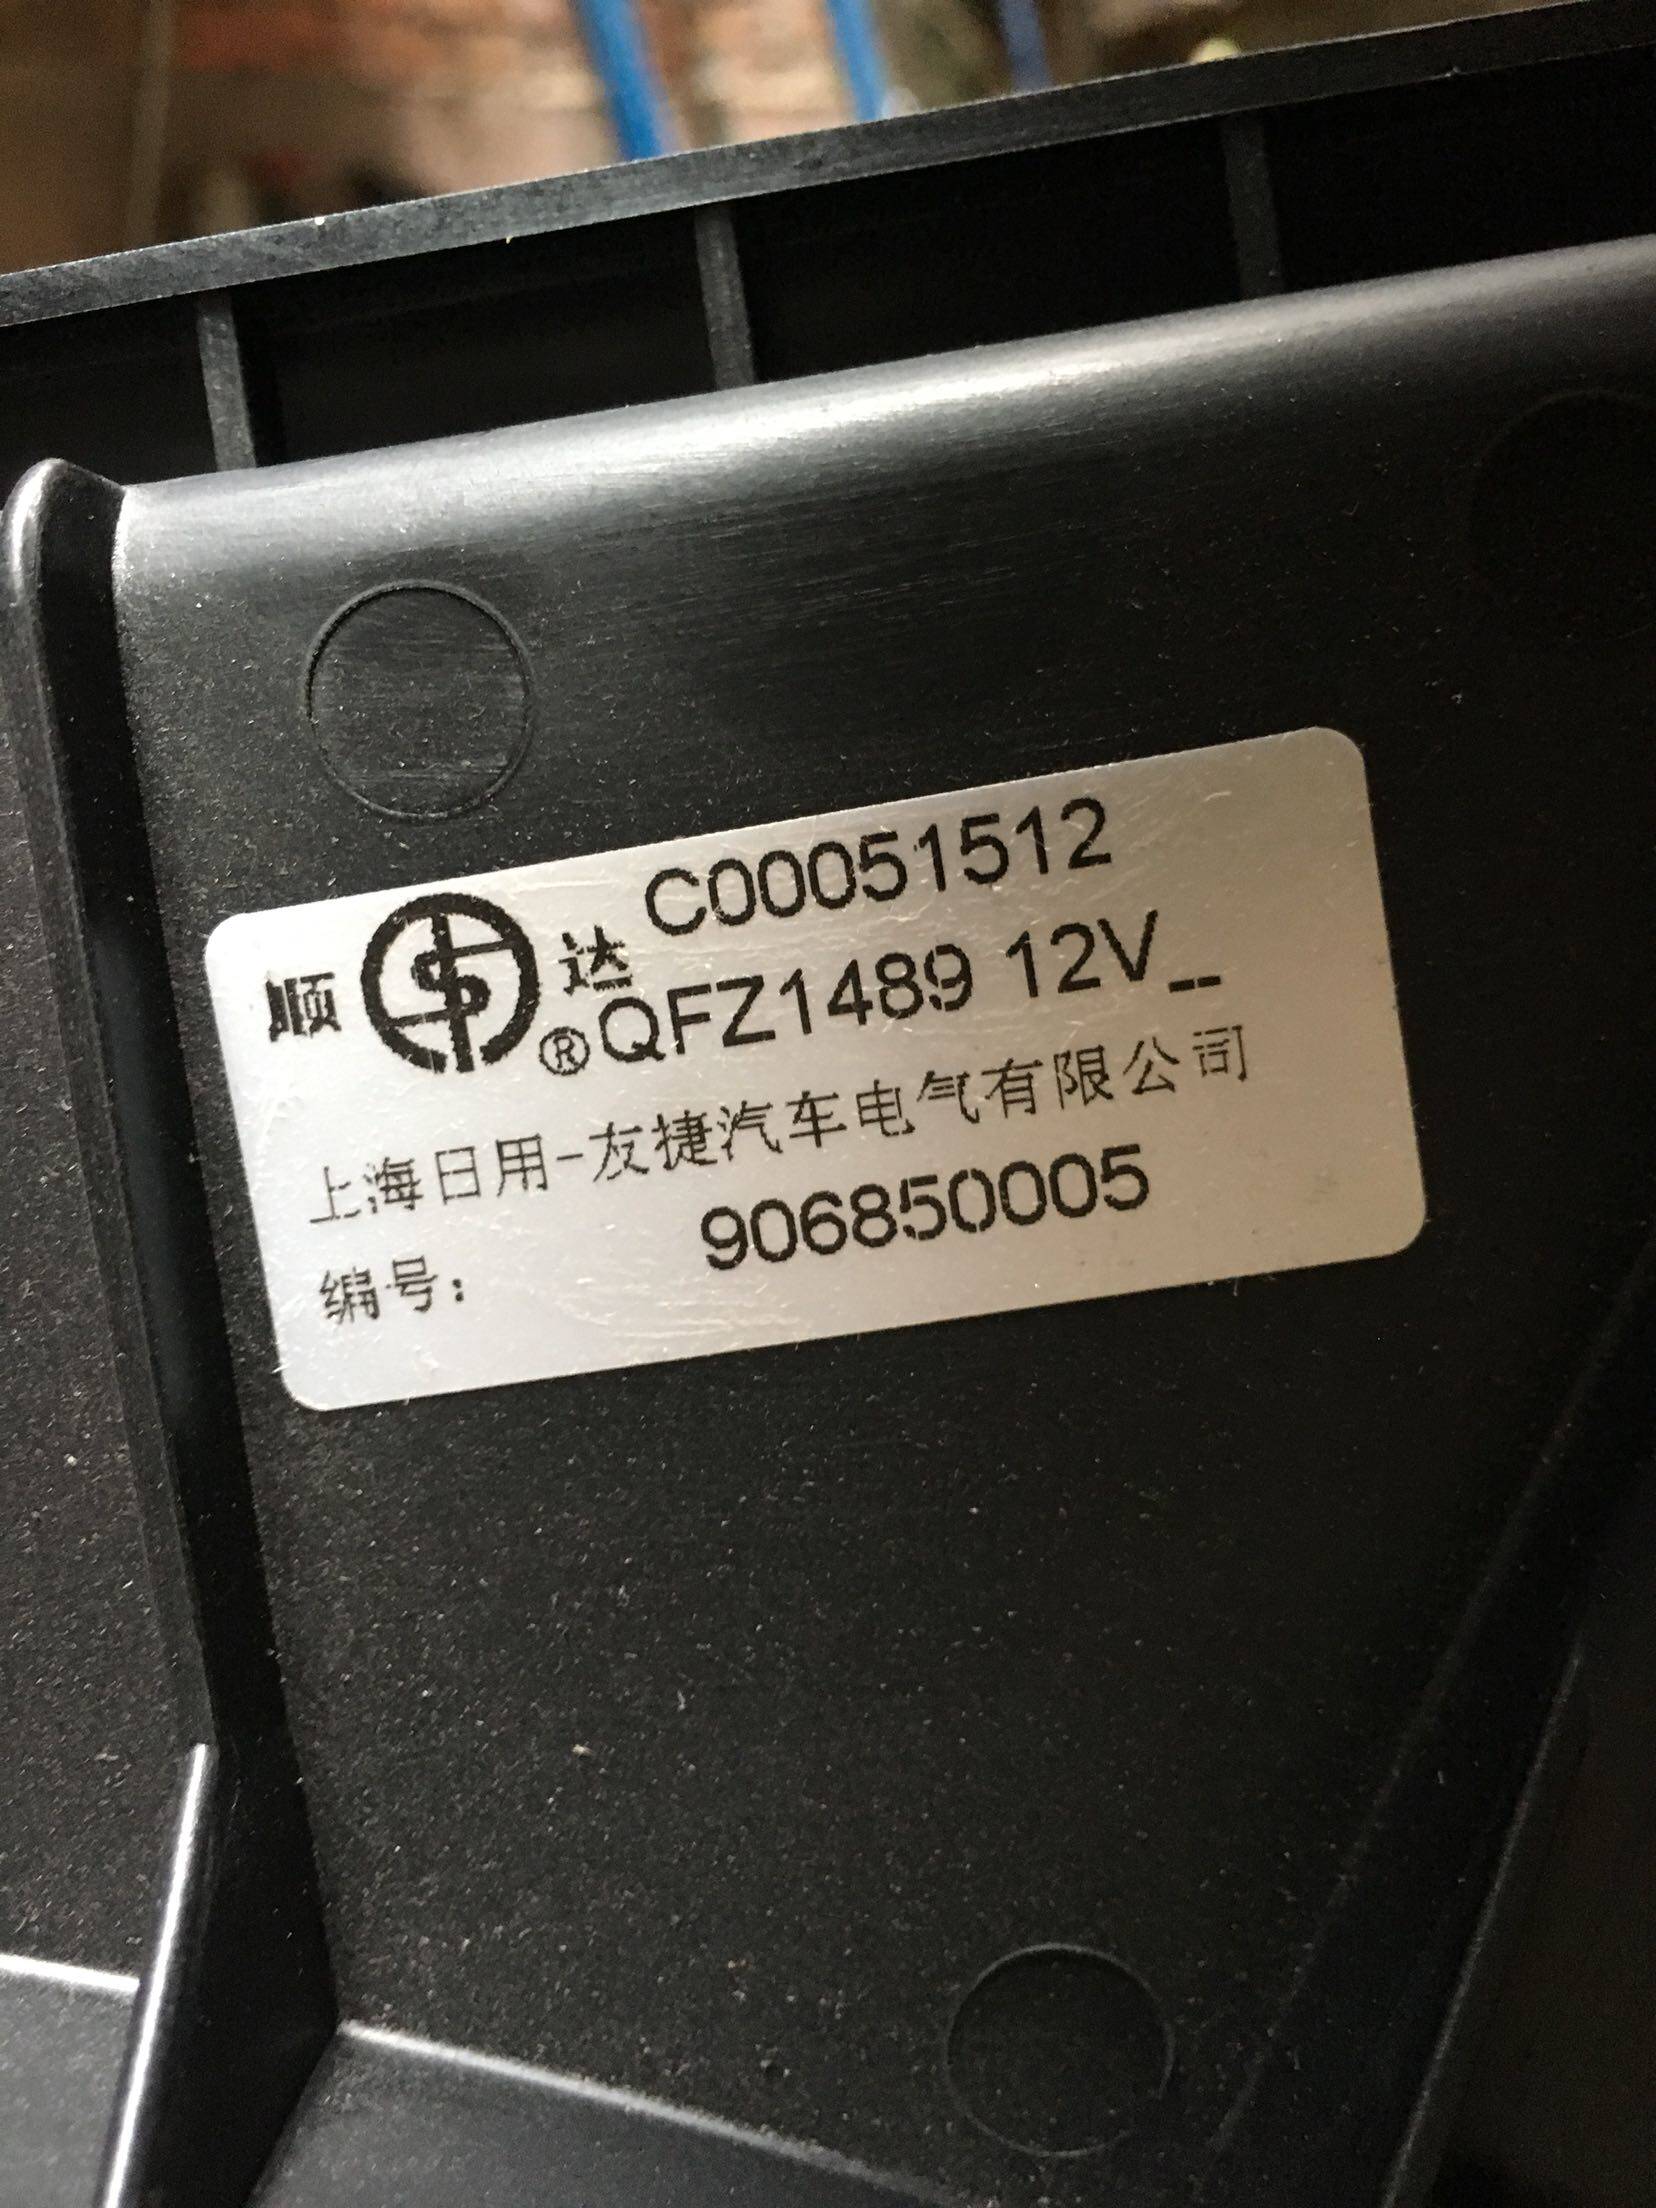 C00051512
顺 达
® QFZ1489 12V--
上海日用-友捷汽车电气有限公司
编号: 906850005